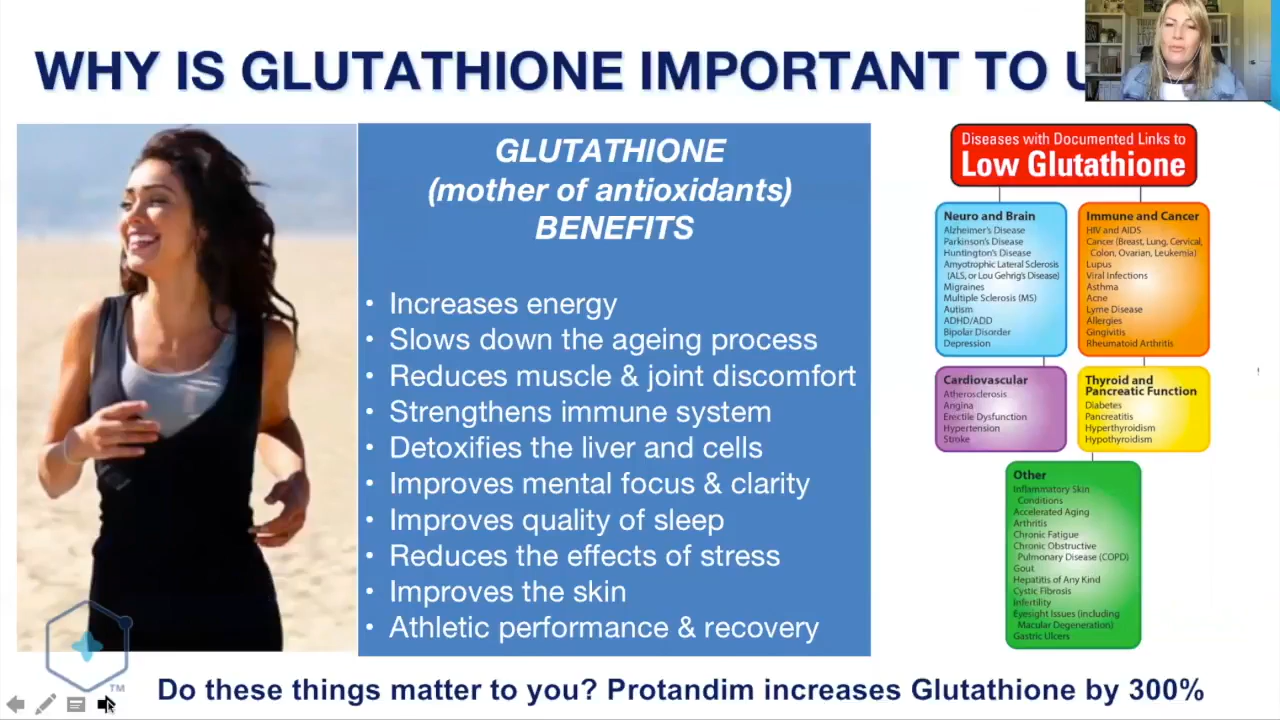 WHY IS GLUTATHIONE IMPORTANT TO U
GLUTATHIONE
(mother of antioxidants)
BENEFITS
• Increases energy
• Slows down the ageing process
• Reduces muscle & joint discomfort
• Strengthens immune system
• Detoxifies the liver and cells
• Improves mental focus & clarity
• Improves quality of sleep
• Reduces the effects of stress
• Improves the skin
• Athletic performance & recovery
Diseases with Documented Links to
Low Glutathione
Neuro and Brain
Alzheimer's Disease
Parkinson's Disease
Huntington's Disease
Amyotrophic Lateral Sclerosis
(ALS, or Lou Gehrig's Disease)
Migraines
Multiple Sclerosis (MS)
Autism
ADHD/ADD
Bipolar Disorder
Depression
Immune and Cancer
HIV and AIDS
Cancer (Breast, Lung, Cervical,
Colon, Ovarian, Leukemia)
Lupus
Viral Infections
Asthma
Acne
Lyme Disease
Allergies
Gingivitis
Rheumatoid Arthritis
Cardiovascular
Atherosclerosis
Angina
Erectile Dysfunction
Hypertension
Stroke
Thyroid and
Pancreatic Function
Diabetes
Pancreatitis
Hyperthyroidism
Hypothyroidism
Other
Inflammatory Skin
Conditions
Accelerated Aging
Arthritis
Chronic Fatigue
Chronic Obstructive
Pulmonary Disease (COPD)
Gout
Hepatitis of Any Kind
Cystic Fibrosis
Infertility
Eyesight Issues (including
Macular Degeneration)
Gastric Ulcers
TM
Do these things matter to you? Protandim increases Glutathione by 300%